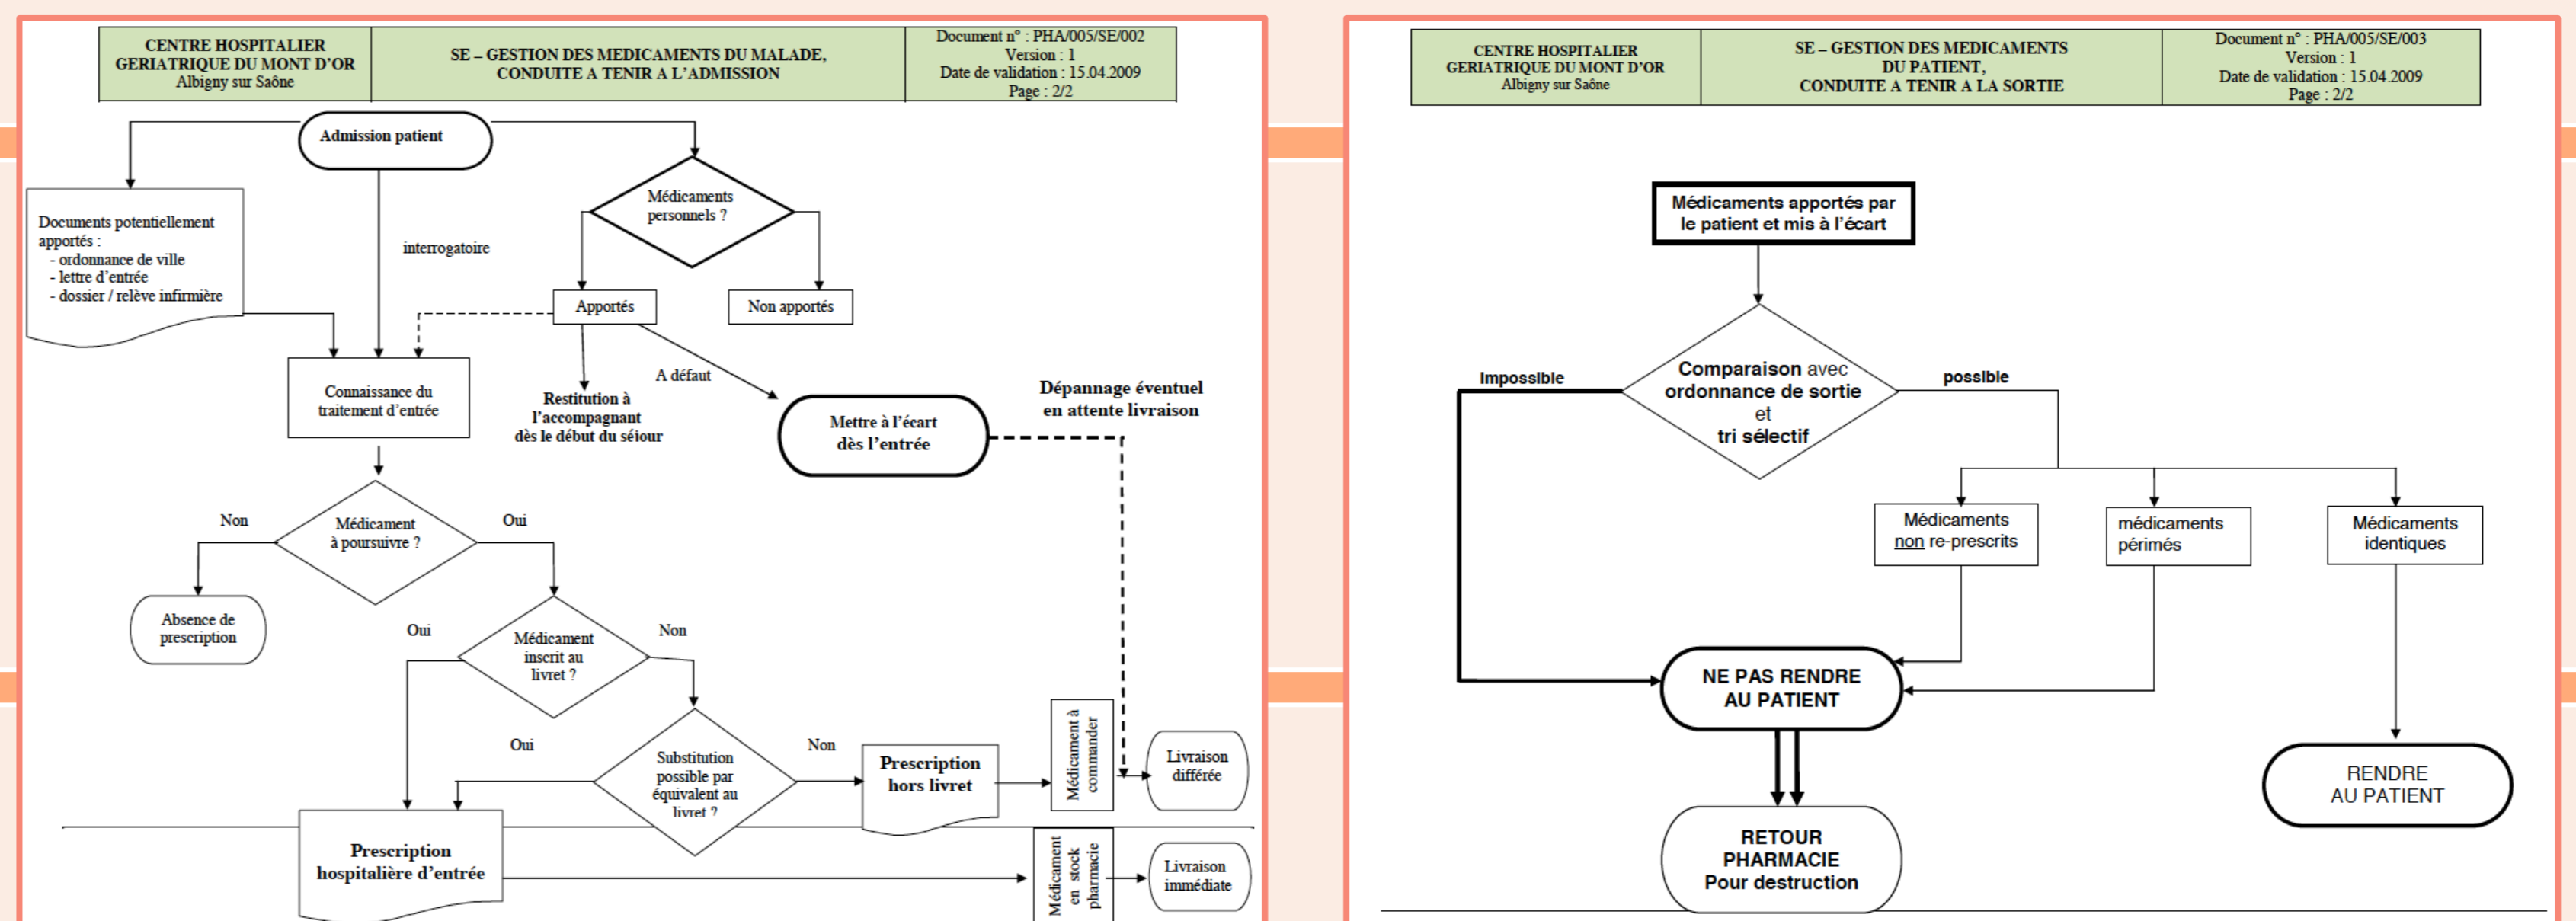 CENTRE HOSPITALIER
GERIATRIQUE DU MONT D'OR
Albigny sur Saône
SE – GESTION DES MEDICAMENTS DU MALADE,
CONDUITE A TENIR A L'ADMISSION
Document n° : PHA/005/SE/002
Version : 1
Date de validation : 15.04.2009
Page : 2/2
Admission patient
Médicaments
personnels ?
Documents potentiellement
apportés :
- ordonnance de ville
- lettre d'entrée
- dossier / relève infirmière
interrogatoire
Apportés
Non apportés
Connaissance du
traitement d'entrée
Restitution à
l'accompagnant
dès le début du séjour
A défaut
Mettre à l'écart
dès l'entrée
Dépannage éventuel
en attente livraison
Non
Médicament
à poursuivre ?
Oui
Absence de
prescription
Oui
Médicament
inscrit au
livret ?
Non
Oui
Substitution
possible par
équivalent au
livret ?
Non
Prescription
hors livret
Médicament à
commander
Livraison
différée
Prescription
hospitalière d'entrée
Médicament
en stock
pharmacie
Livraison
immédiate
CENTRE HOSPITALIER
GERIATRIQUE DU MONT D'OR
Albigny sur Saône
SE – GESTION DES MEDICAMENTS
DU PATIENT,
CONDUITE A TENIR A LA SORTIE
Document n° : PHA/005/SE/003
Version : 1
Date de validation : 15.04.2009
Page : 2/2
Médicaments apportés par
le patient et mis à l'écart
Impossible
Comparaison avec
ordonnance de sortie
et
tri sélectif
possible
Médicaments
non re-prescrits
médicaments
périmés
Médicaments
identiques
NE PAS RENDRE
AU PATIENT
RENDRE
AU PATIENT
RETOUR
PHARMACIE
Pour destruction